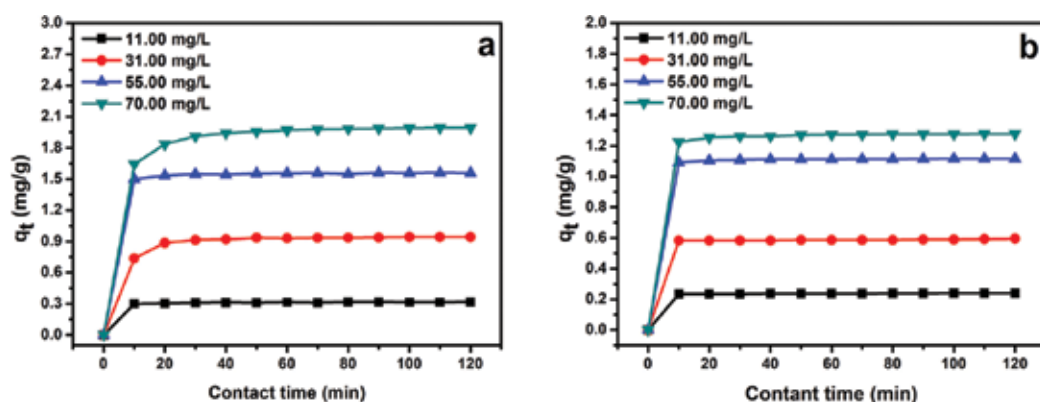 a
11.00 mg/L
31.00 mg/L
55.00 mg/L
70.00 mg/L
3.0
2.7
2.4
2.1
1.8
1.5
1.2
0.9
0.6
0.3
0.0
qt (mg/g)
0 20 40 60 80 100 120
Contact time (min)
b
11.00 mg/L
31.00 mg/L
55.00 mg/L
70.00 mg/L
2.0
1.8
1.6
1.4
1.2
1.0
0.8
0.6
0.4
0.2
0.0
qt (mg/g)
0 20 40 60 80 100 120
Contant time (min)